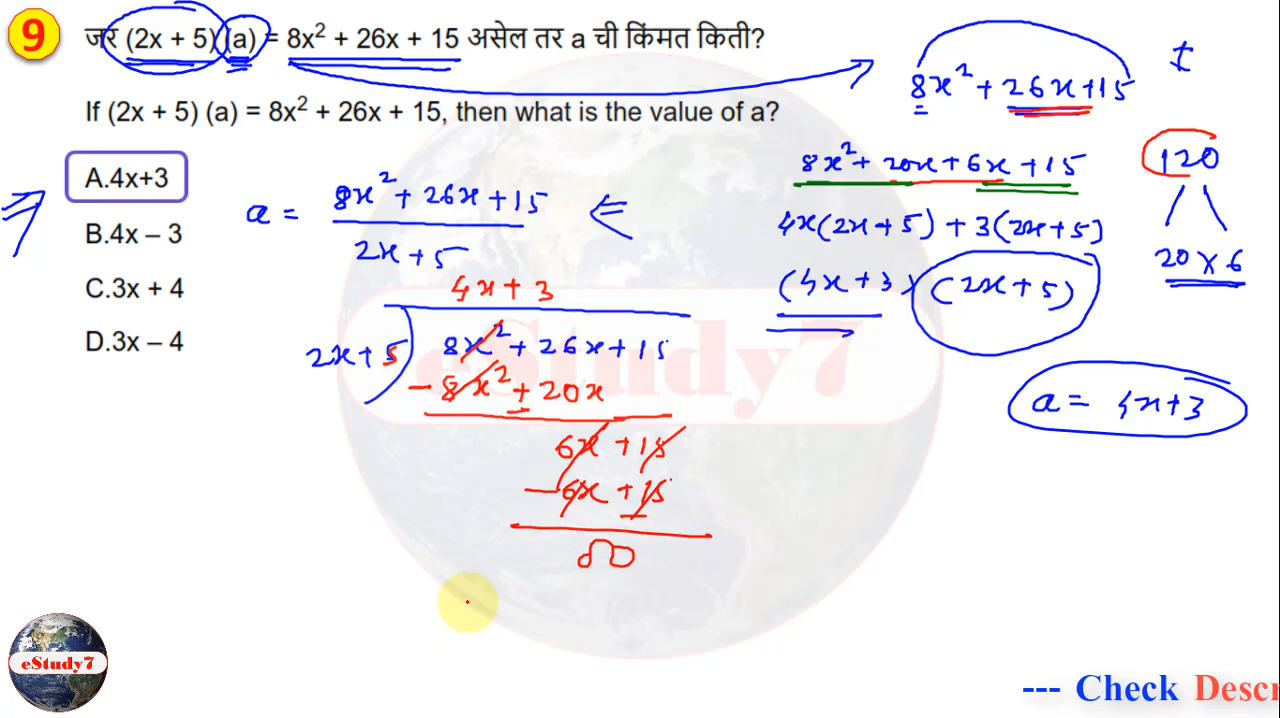 9
जर (2x + 5) (a) = 8x² + 26x + 15 असेल तर a ची किंमत किती?
If (2x + 5) (a) = 8x² + 26x + 15, then what is the value of a?
A.4x+3
B.4x – 3
C.3x + 4
D.3x – 4
a = 8x² + 26x + 15
2x + 5
4x + 3
2x + 5
8x² + 26x + 15
– 8x² + 20x
6x + 15
– 6x + 15
8x² + 26x + 15
8x² + 20x + 6x + 15
4x(2x + 5) + 3(2x + 5)
(4x + 3) (2x + 5)
120
20 x 6
a = 4x + 3
eStudy7
eStudy7
--- Check Descr